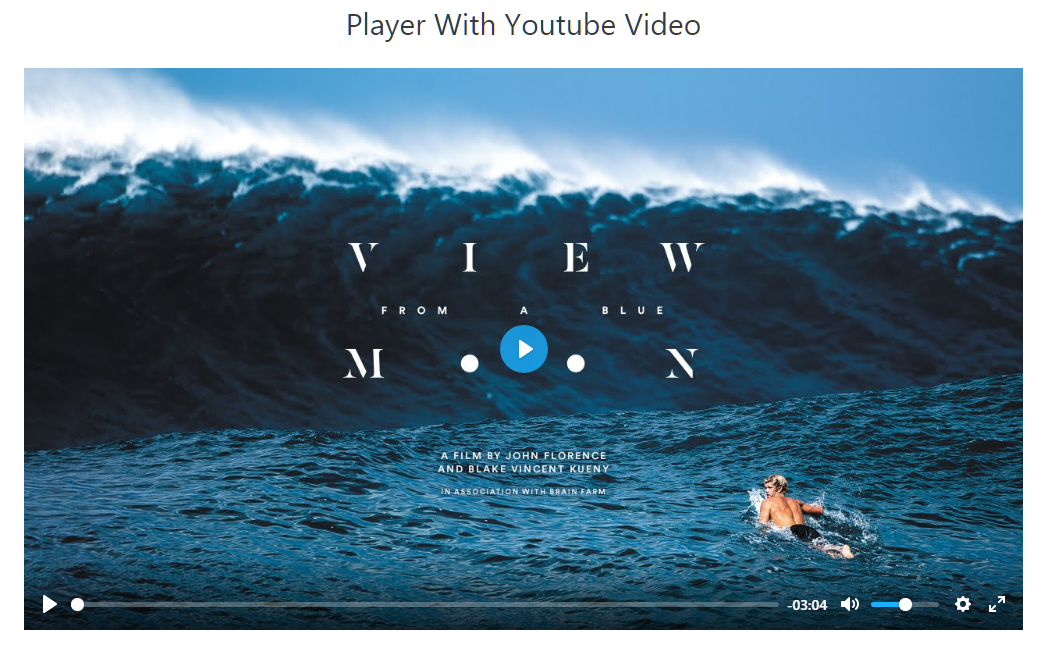 Player With Youtube Video
VIEW
FROM A BLUE
M●●N
A FILM BY JOHN FLORENCE
AND BLAKE VINCENT KUENY
IN ASSOCIATION WITH BRAIN FARM
-03:04